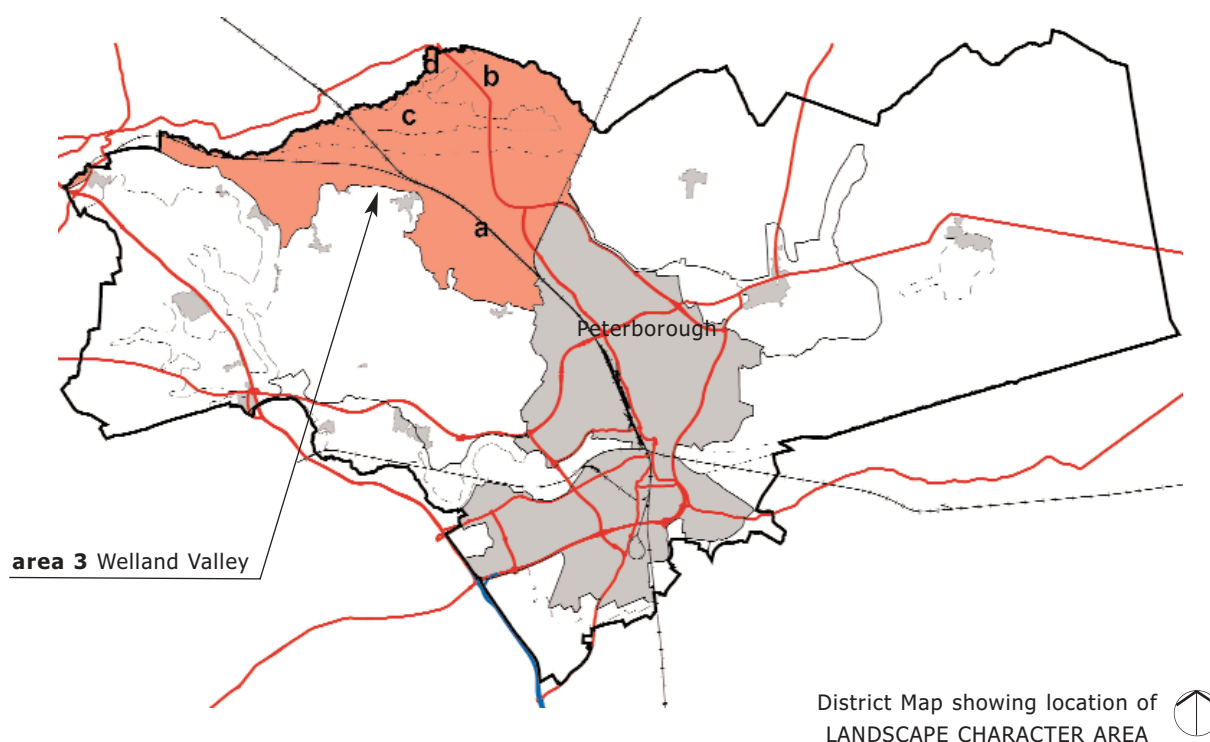 d
b
c
a
Peterborough
area 3 Welland Valley
District Map showing location of
LANDSCAPE CHARACTER AREA